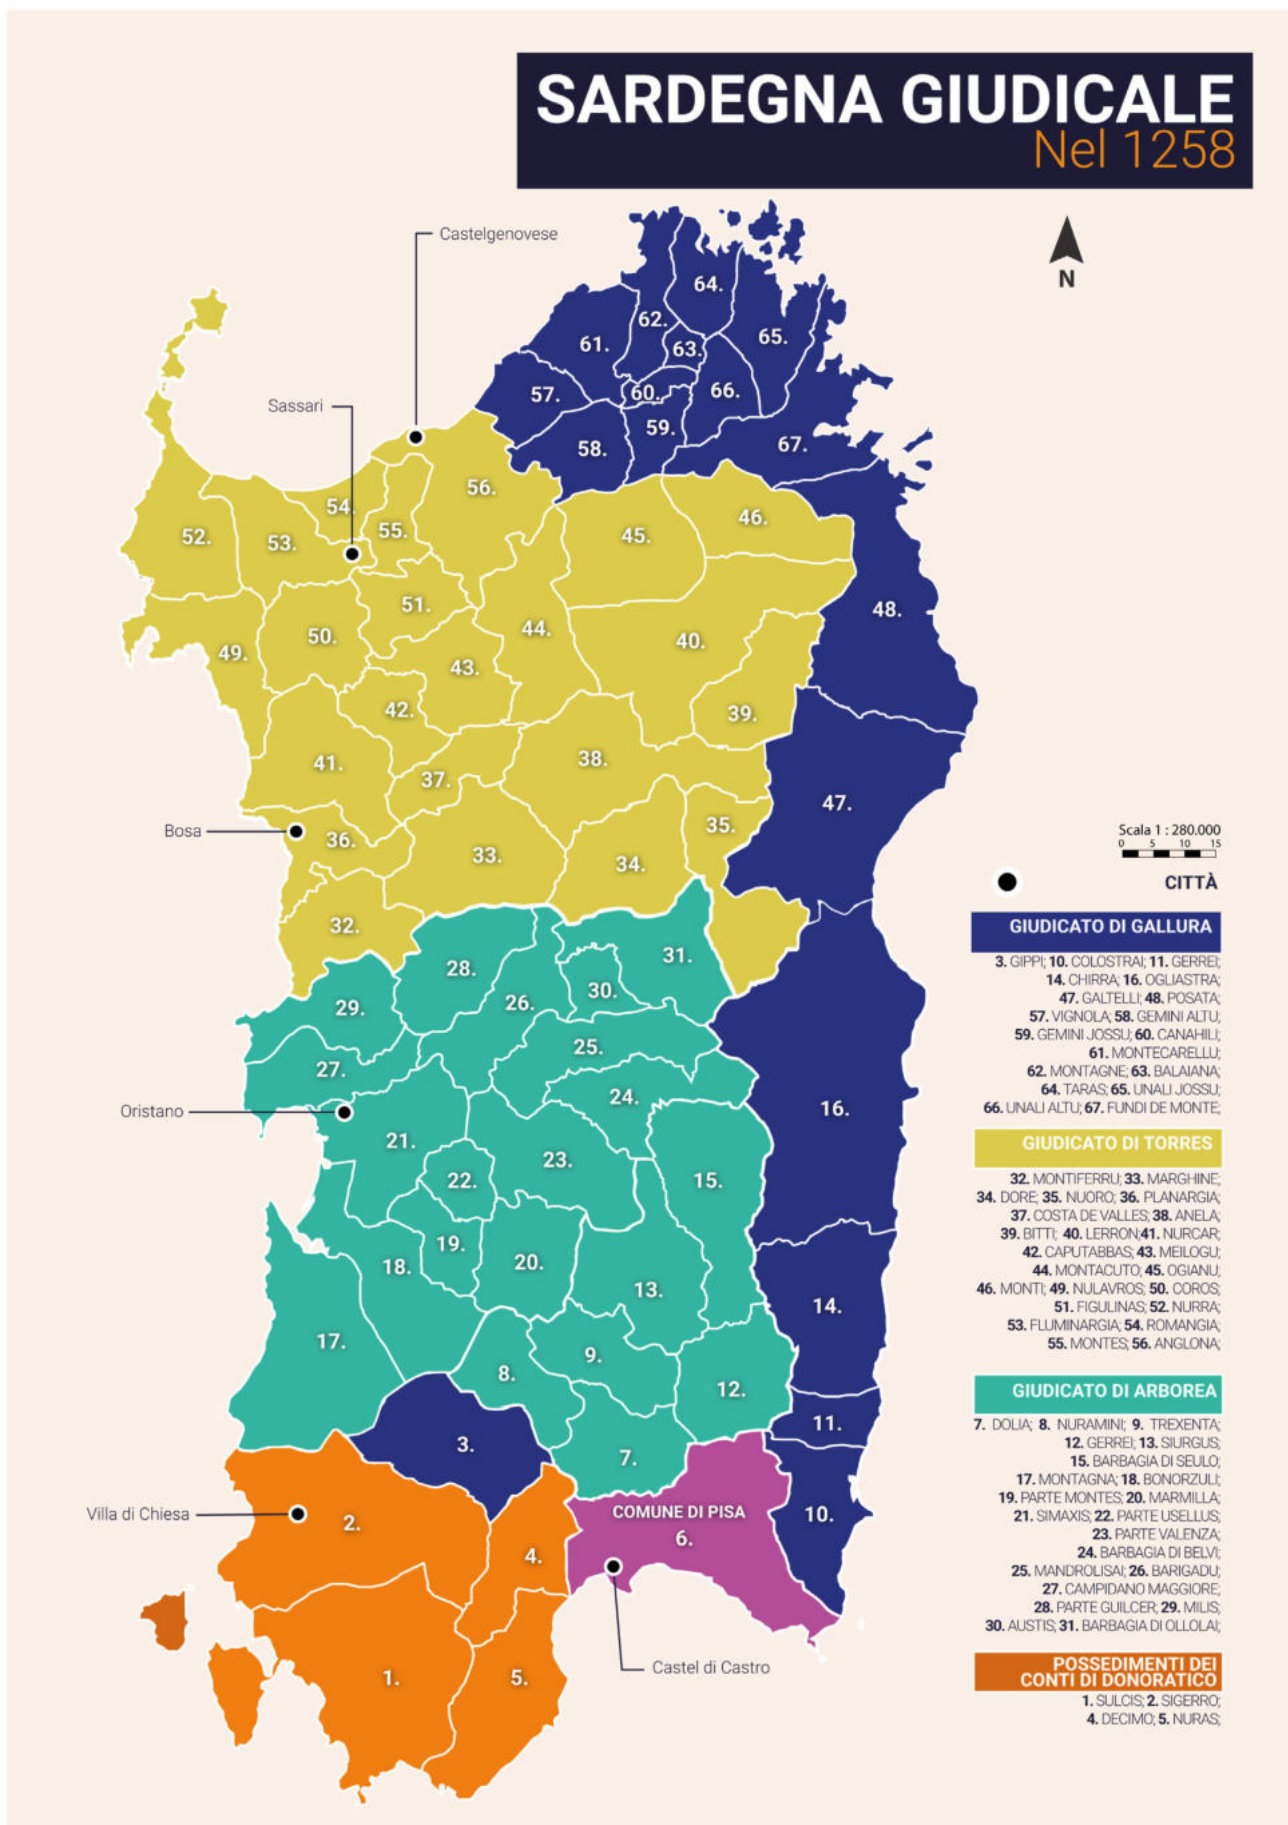 SARDEGNA GIUDICALE
Nel 1258
Castelgenovese
N
64.
62.
65.
61.
63.
57.
60.
66.
Sassari
59.
58.
67.
56.
54.
46.
52.
53.
55.
45.
51.
48.
50.
44.
40.
49.
43.
42.
39.
41.
38.
37.
47.
Bosa
36.
35.
33.
34.
32.
31.
28.
30.
29.
26.
25.
27.
24.
Oristano
16.
21.
23.
22.
15.
19.
18.
20.
13.
14.
17.
9.
8.
12.
11.
3.
7.
COMUNE DI PISA
6.
10.
Villa di Chiesa
2.
4.
Castel di Castro
1.
5.
Scala 1 : 280.000
0 5 10 15
CITTÀ
GIUDICATO DI GALLURA
3. GIPPI; 10. COLOSTRAI; 11. GERREI;
14. CHIRRA; 16. OGLIASTRA;
47. GALTELLI; 48. POSATA;
57. VIGNOLA; 58. GEMINI ALTU;
59. GEMINI JOSSU; 60. CANAHILI;
61. MONTECARELLU;
62. MONTAGNE; 63. BALAIANA;
64. TARAS; 65. UNALI JOSSU;
66. UNALI ALTU; 67. FUNDI DE MONTE;
GIUDICATO DI TORRES
32. MONTIFERRU; 33. MARGHINE;
34. DORE; 35. NUORO; 36. PLANARGIA;
37. COSTA DE VALLES; 38. ANELA;
39. BITTI; 40. LERRON;41. NURCAR;
42. CAPUTABBAS; 43. MEILOGU;
44. MONTACUTO; 45. OGIANU;
46. MONTI; 49. NULAVROS; 50. COROS;
51. FIGULINAS; 52. NURRA;
53. FLUMINARGIA; 54. ROMANGIA;
55. MONTES; 56. ANGLONA;
GIUDICATO DI ARBOREA
7. DOLIA; 8. NURAMINI; 9. TREXENTA;
12. GERREI; 13. SIURGUS;
15. BARBAGIA DI SEULO;
17. MONTAGNA; 18. BONORZULI;
19. PARTE MONTES; 20. MARMILLA;
21. SIMAXIS; 22. PARTE USELLUS;
23. PARTE VALENZA;
24. BARBAGIA DI BELVI;
25. MANDROLISAI; 26. BARIGADU;
27. CAMPIDANO MAGGIORE;
28. PARTE GUILCER; 29. MILIS;
30. AUSTIS; 31. BARBAGIA DI OLLOLAI;
POSSEDIMENTI DEI
CONTI DI DONORATICO
1. SULCIS; 2. SIGERRO;
4. DECIMO; 5. NURAS;